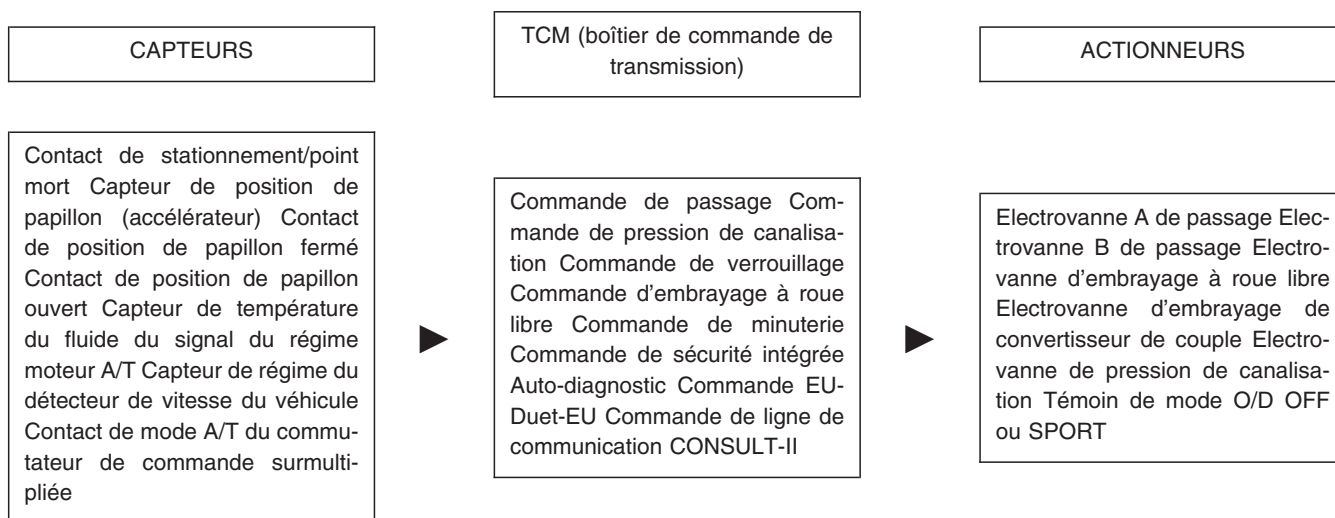 CAPTEURS
TCM (boîtier de commande de
transmission)
ACTIONNEURS
Contact de stationnement/point
mort Capteur de position de
papillon (accélérateur) Contact
de position de papillon fermé
Contact de position de papillon
ouvert Capteur de température
du fluide du signal du régime
moteur A/T Capteur de régime du
détecteur de vitesse du véhicule
Contact de mode A/T du commu-
tateur de commande surmulti-
pliée
Commande de passage Com-
mande de pression de canalisa-
tion Commande de verrouillage
Commande d'embrayage à roue
libre Commande de minuterie
Commande de sécurité intégrée
Auto-diagnostic Commande EU-
Duet-EU Commande de ligne de
communication CONSULT-II
Electrovanne A de passage Elec-
trovanne B de passage Electro-
vanne d'embrayage à roue libre
Electrovanne d'embrayage de
convertisseur de couple Electro-
vanne de pression de canalisa-
tion Témoin de mode O/D OFF
ou SPORT